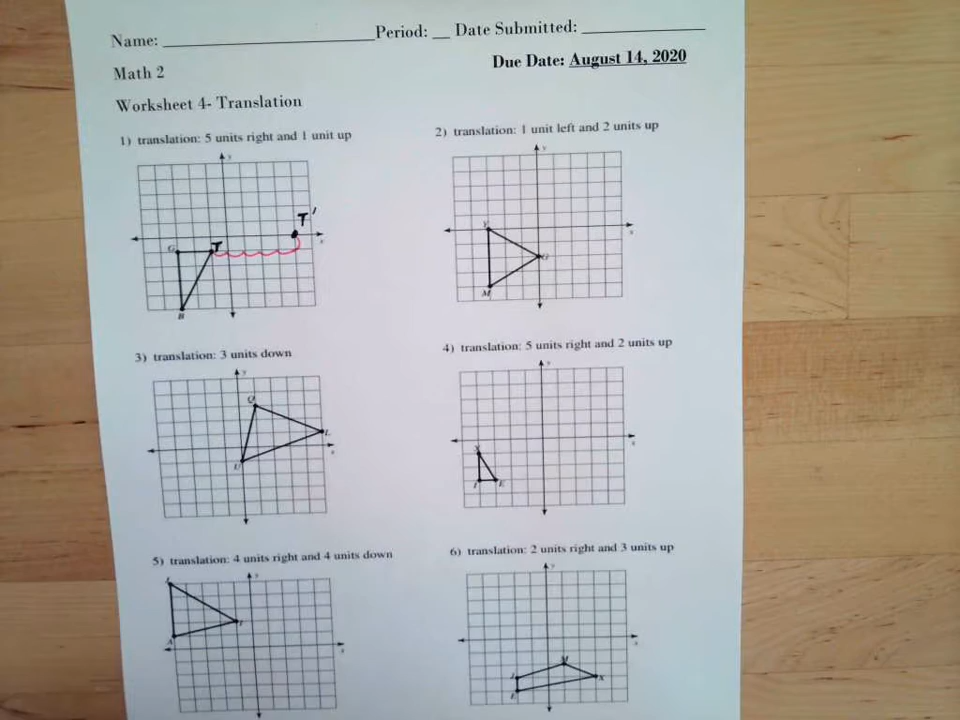 Name: ____________ Period: __ Date Submitted: ____________
Math 2
Due Date: August 14, 2020
Worksheet 4- Translation
1) translation: 5 units right and 1 unit up
2) translation: 1 unit left and 2 units up
y
y
T'
x
x
T
B
M
3) translation: 3 units down
4) translation: 5 units right and 2 units up
y
y
Q
L
x
x
U
E
5) translation: 4 units right and 4 units down
6) translation: 2 units right and 3 units up
y
y
x
x